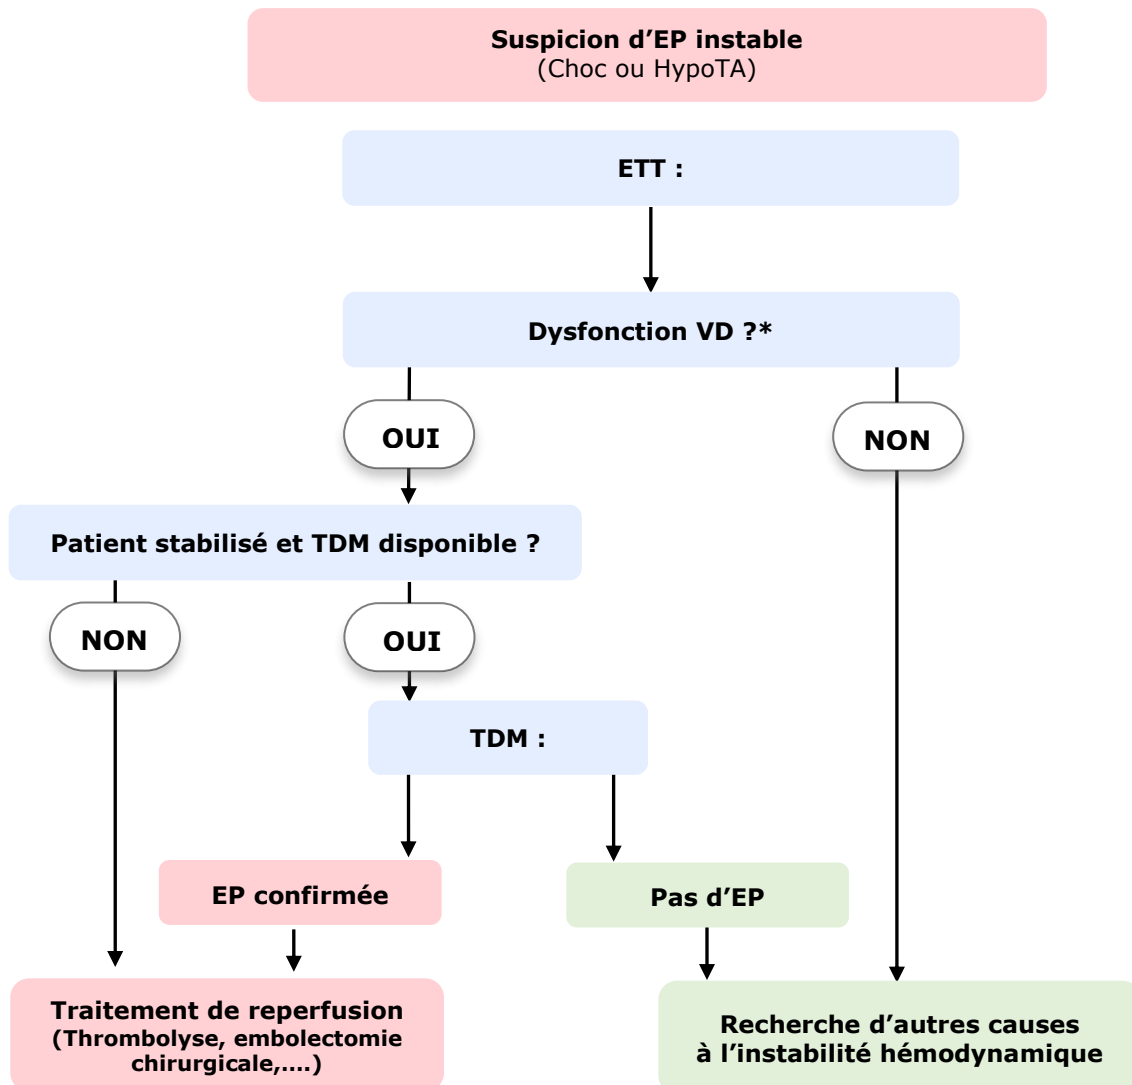 Suspicion d’EP instable
(Choc ou HypoTA)
ETT :
Dysfonction VD ?*
OUI
NON
Patient stabilisé et TDM disponible ?
NON
OUI
TDM :
EP confirmée
Pas d’EP
Traitement de reperfusion
(Thrombolyse, embolectomie
chirurgicale,....)
Recherche d’autres causes
à l’instabilité hémodynamique